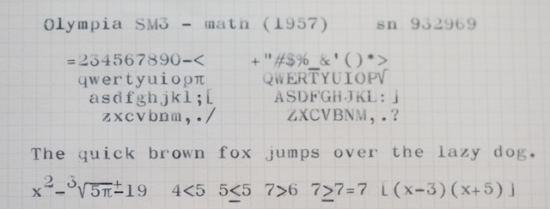 Olympia SM3 - math (1957) sn 932969
=234567890-< +"#$%_&'()*>
qwertyuiopπ QWERTYUIOP√
asdfghjkl;[ ASDFGHJKL:⌋
zxcvbnm,./ ZXCVBNM,.?
The quick brown fox jumps over the lazy dog.
x²-³√5π±19 4<5 5≤5 7>6 7≥7=7 [(x-3)(x+5)⌋